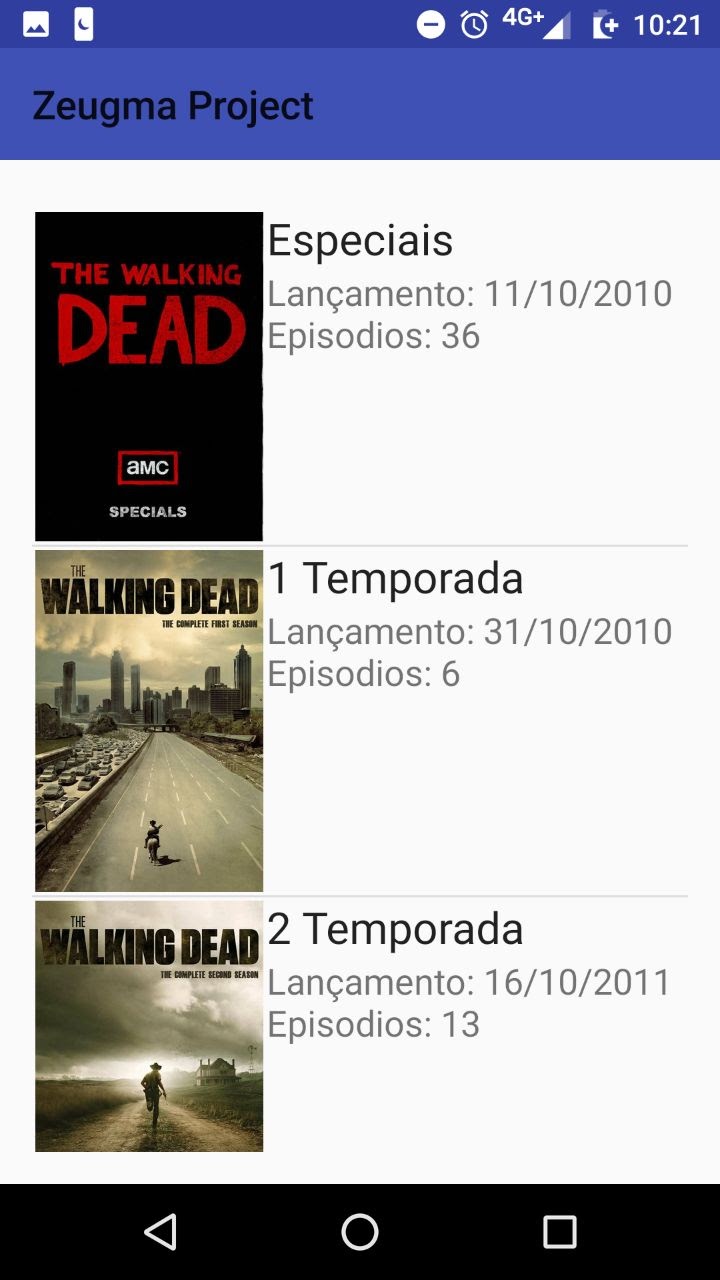 4G+ 10:21
Zeugma Project
THE WALKING
DEAD
aMC
SPECIALS
Especiais
Lançamento: 11/10/2010
Episodios: 36
THE
WALKING DEAD
THE COMPLETE FIRST SEASON
1 Temporada
Lançamento: 31/10/2010
Episodios: 6
THE
WALKING DEAD
THE COMPLETE SECOND SEASON
2 Temporada
Lançamento: 16/10/2011
Episodios: 13